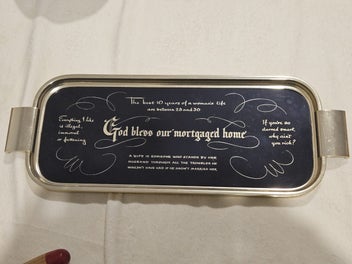 The best 10 years of a woman's life
are between 28 and 30
Everything I like
is illegal,
immoral
or fattening
God bless our mortgaged home
If you're so
darned smart,
why ain't
you rich?
A WIFE IS SOMEONE WHO STANDS BY HER
HUSBAND THROUGH ALL THE TROUBLES HE
WOULDN'T HAVE HAD IF HE HADN'T MARRIED HER.